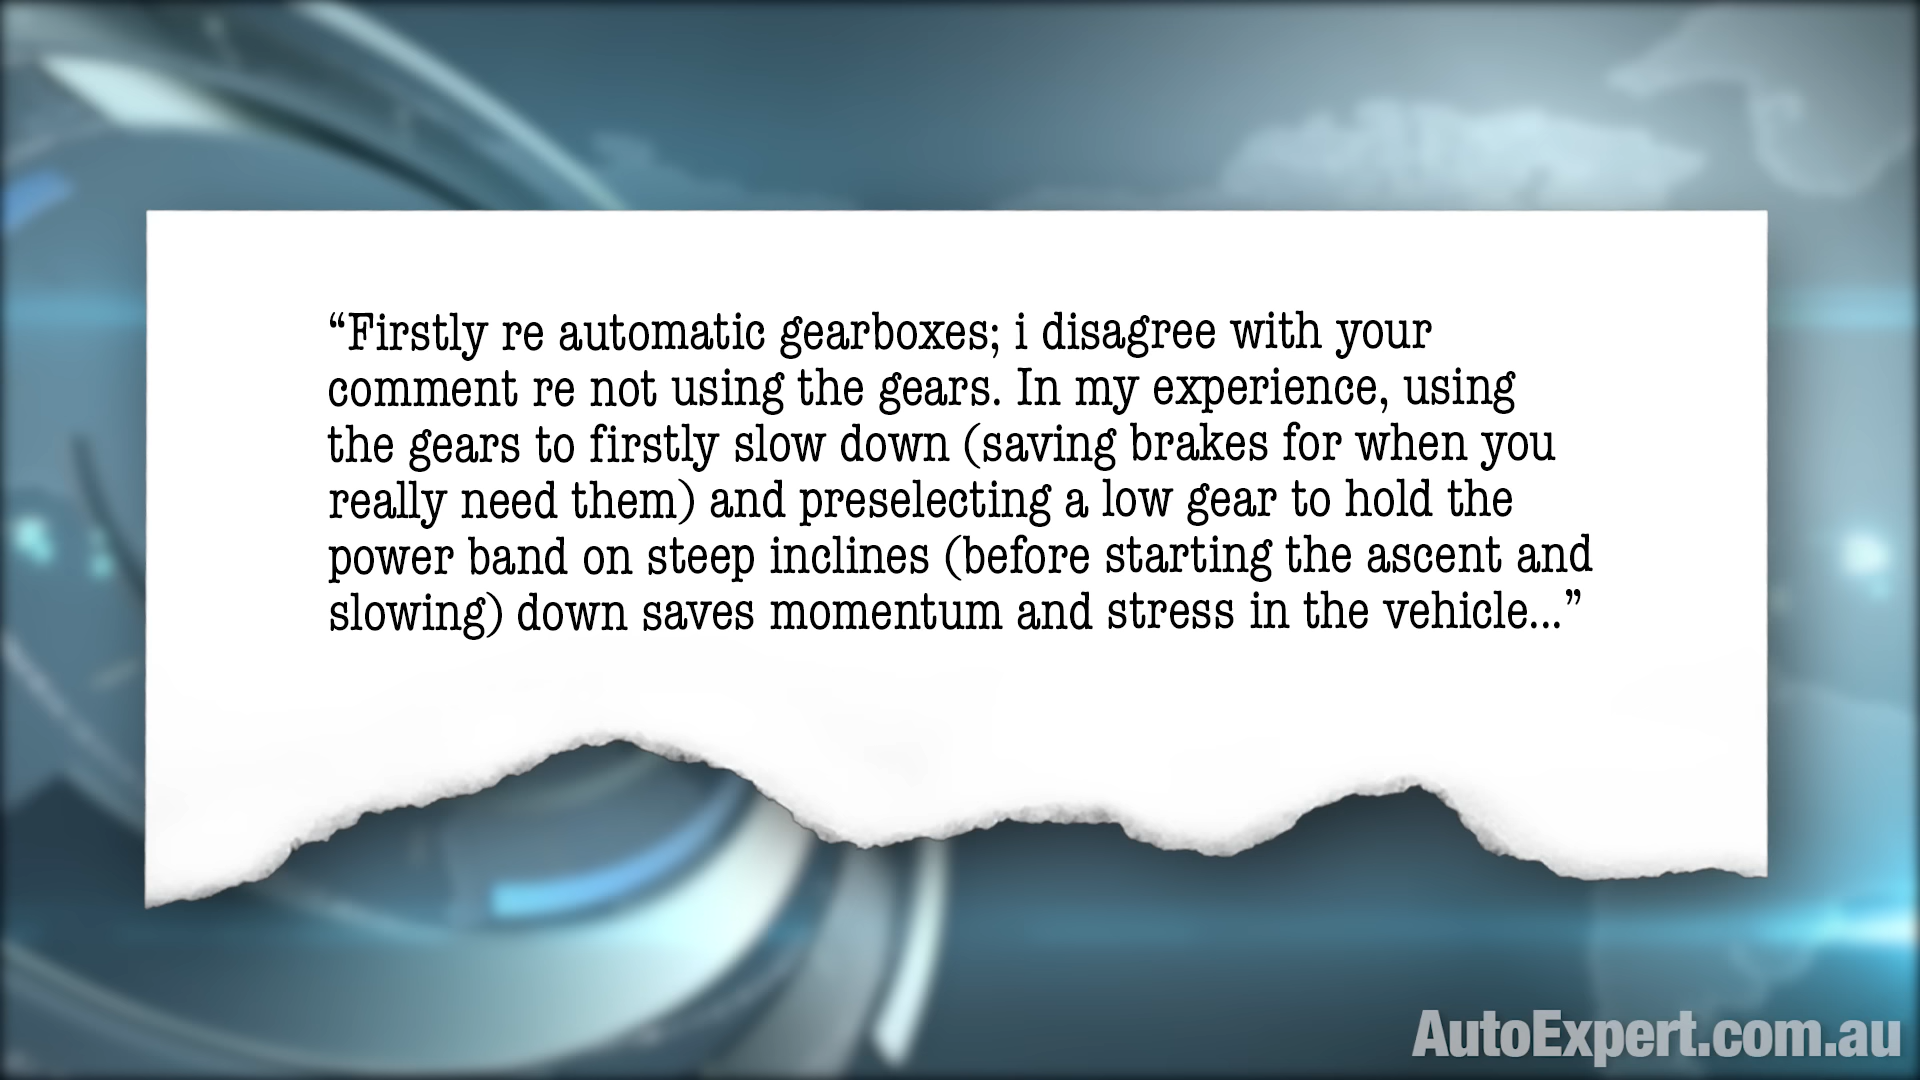 “Firstly re automatic gearboxes; i disagree with your
comment re not using the gears. In my experience, using
the gears to firstly slow down (saving brakes for when you
really need them) and preselecting a low gear to hold the
power band on steep inclines (before starting the ascent and
slowing) down saves momentum and stress in the vehicle...”
AutoExpert.com.au